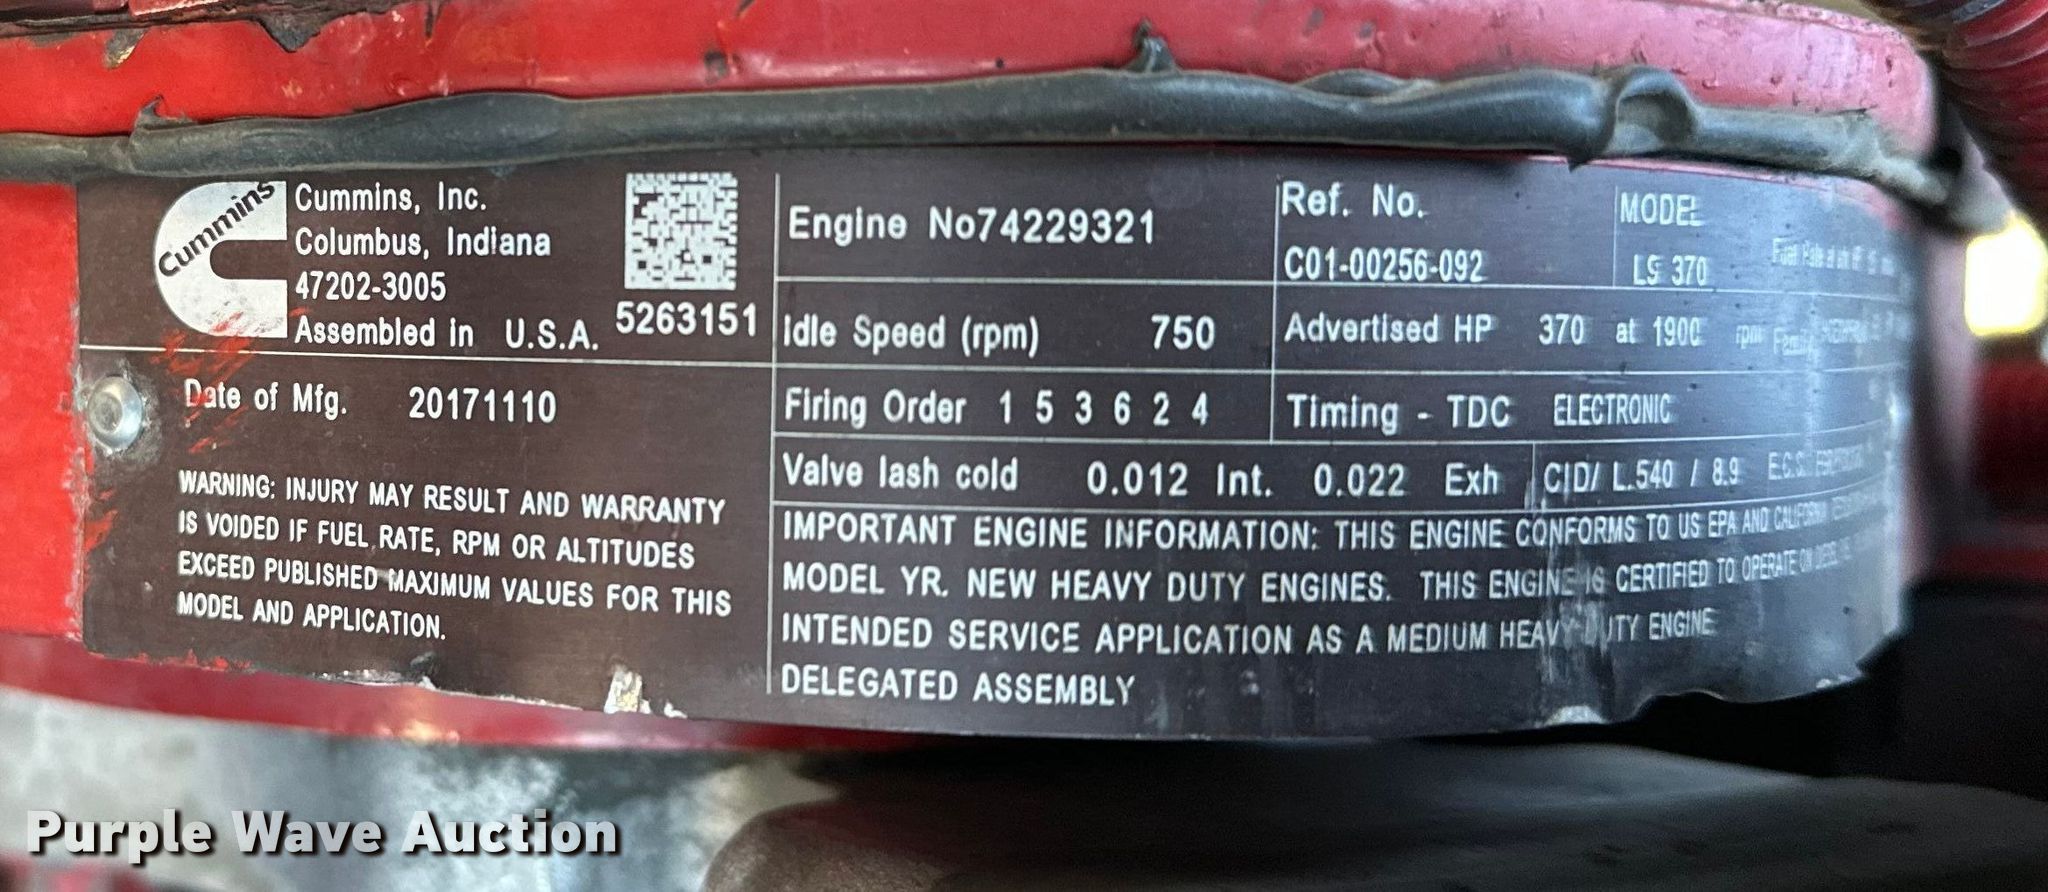 Cummins
Cummins, Inc.
Columbus, Indiana
47202-3005
Assembled in U.S.A.
5263151
Date of Mfg. 20171110
WARNING: INJURY MAY RESULT AND WARRANTY
IS VOIDED IF FUEL RATE, RPM OR ALTITUDES
EXCEED PUBLISHED MAXIMUM VALUES FOR THIS
MODEL AND APPLICATION.
Engine No74229321
Ref. No.
C01-00256-092
MODEL
L9 370
Idle Speed (rpm) 750
Advertised HP 370 at 1900 rpm Family
Firing Order 1 5 3 6 2 4
Timing - TDC ELECTRONIC
Valve lash cold 0.012 Int. 0.022 Exh
CID/ L.540 / 8.9 E.C.S.
IMPORTANT ENGINE INFORMATION: THIS ENGINE CONFORMS TO US EPA AND CALIFORNIA
MODEL YR. NEW HEAVY DUTY ENGINES. THIS ENGINE IS CERTIFIED TO OPERATE ON DIESEL
INTENDED SERVICE APPLICATION AS A MEDIUM HEAVY DUTY ENGINE
DELEGATED ASSEMBLY
Purple Wave Auction